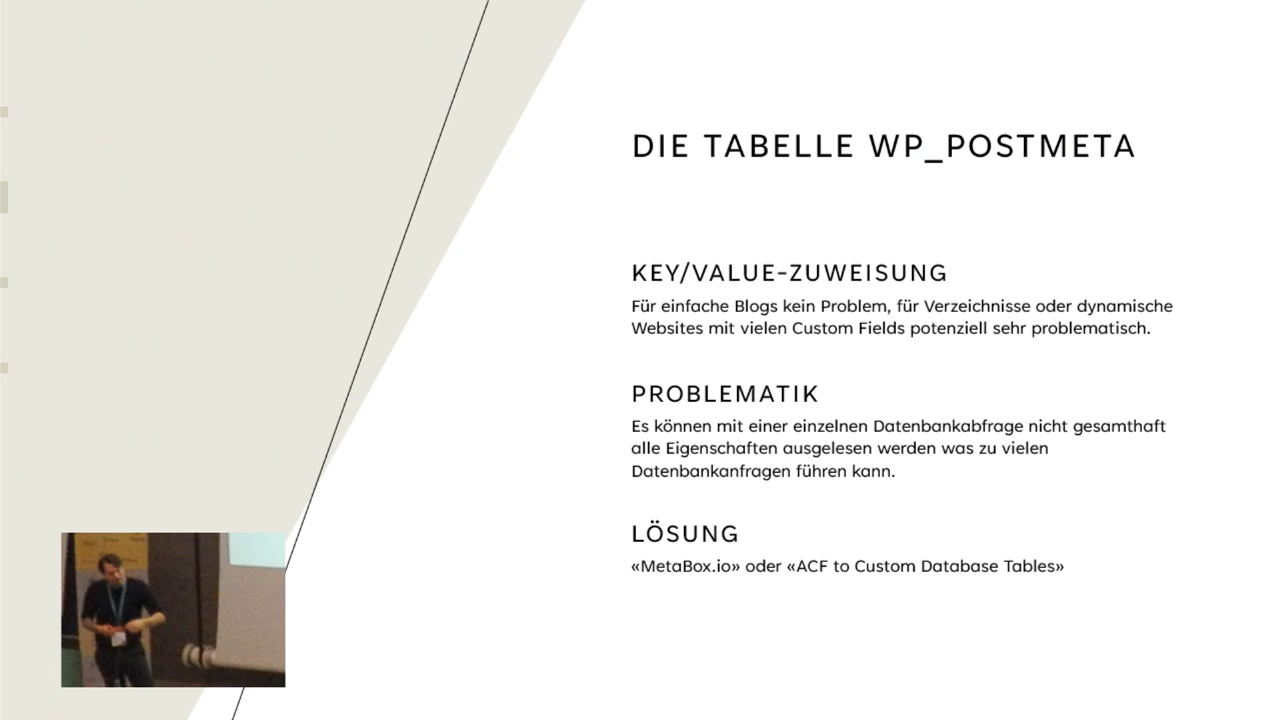 DIE TABELLE WP_POSTMETA
KEY/VALUE-ZUWEISUNG
Für einfache Blogs kein Problem, für Verzeichnisse oder dynamische
Websites mit vielen Custom Fields potenziell sehr problematisch.
PROBLEMATIK
Es können mit einer einzelnen Datenbankabfrage nicht gesamthaft
alle Eigenschaften ausgelesen werden was zu vielen
Datenbankanfragen führen kann.
LÖSUNG
«MetaBox.io» oder «ACF to Custom Database Tables»